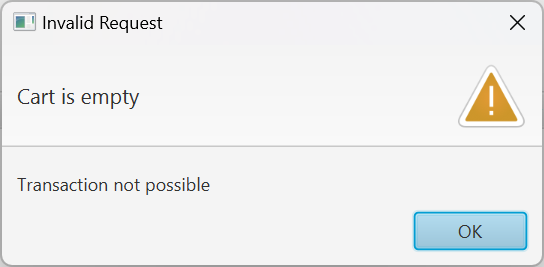 Invalid Request
Cart is empty
Transaction not possible
OK